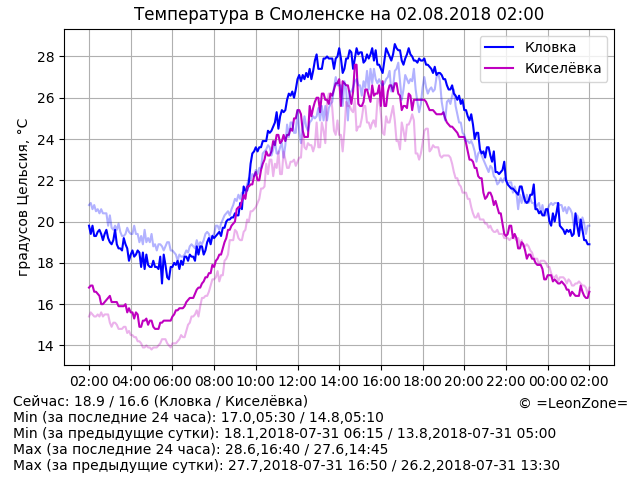 Температура в Смоленске на 02.08.2018 02:00
Кловка
Киселёвка
градусов Цельсия, °C
28
26
24
22
20
18
16
14
02:00 04:00 06:00 08:00 10:00 12:00 14:00 16:00 18:00 20:00 22:00 00:00 02:00
Сейчас: 18.9 / 16.6 (Кловка / Киселёвка)
© =LeonZone=
Min (за последние 24 часа): 17.0,05:30 / 14.8,05:10
Min (за предыдущие сутки): 18.1,2018-07-31 06:15 / 13.8,2018-07-31 05:00
Max (за последние 24 часа): 28.6,16:40 / 27.6,14:45
Max (за предыдущие сутки): 27.7,2018-07-31 16:50 / 26.2,2018-07-31 13:30